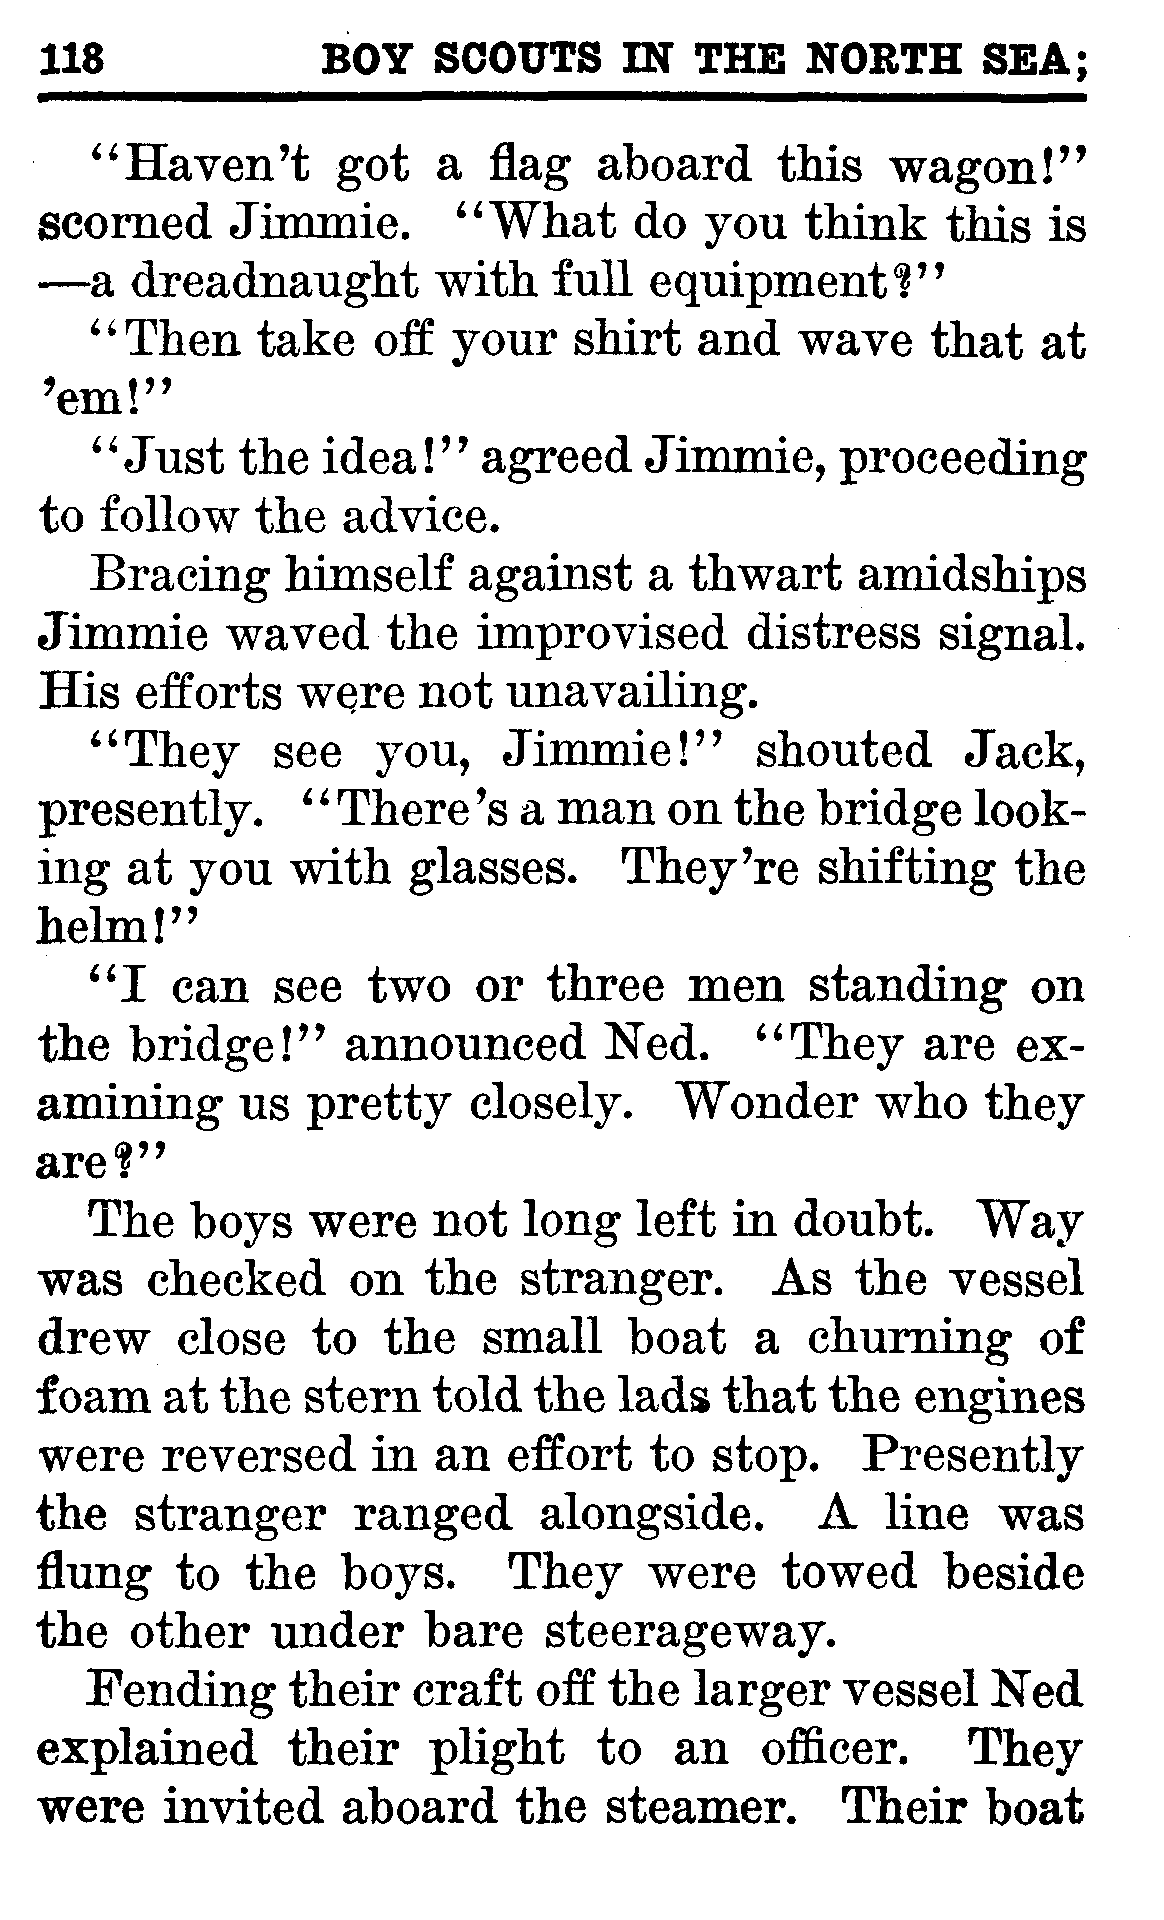 118 BOY SCOUTS IN THE NORTH SEA;
"Haven't got a flag aboard this wagon!"
scorned Jimmie. "What do you think this is
—a dreadnaught with full equipment?"
"Then take off your shirt and wave that at
'em!"
"Just the idea!" agreed Jimmie, proceeding
to follow the advice.
Bracing himself against a thwart amidships
Jimmie waved the improvised distress signal.
His efforts were not unavailing.
"They see you, Jimmie!" shouted Jack,
presently. "There's a man on the bridge look-
ing at you with glasses. They're shifting the
helm!"
"I can see two or three men standing on
the bridge!" announced Ned. "They are ex-
amining us pretty closely. Wonder who they
are?"
The boys were not long left in doubt. Way
was checked on the stranger. As the vessel
drew close to the small boat a churning of
foam at the stern told the lads that the engines
were reversed in an effort to stop. Presently
the stranger ranged alongside. A line was
flung to the boys. They were towed beside
the other under bare steerageway.
Fending their craft off the larger vessel Ned
explained their plight to an officer. They
were invited aboard the steamer. Their boat